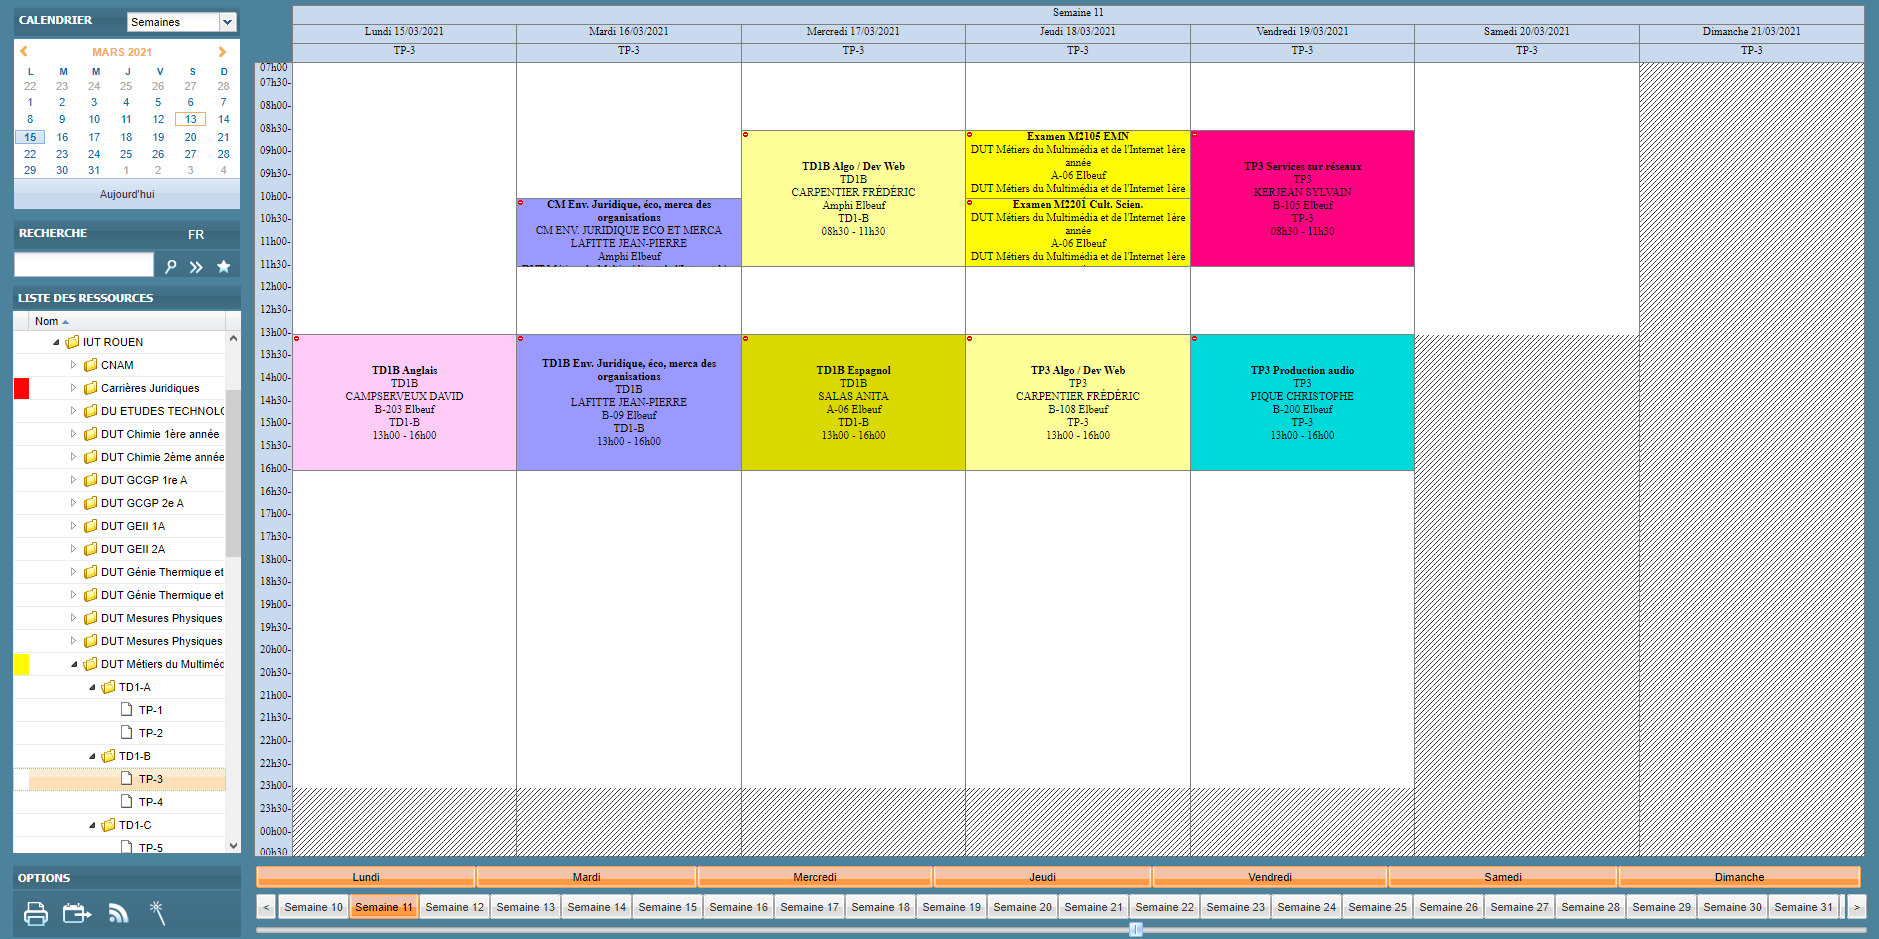 CALENDRIER
Semaines
MARS 2021
L M M J V S D
22 23 24 25 26 27 28
1 2 3 4 5 6 7
8 9 10 11 12 13 14
15 16 17 18 19 20 21
22 23 24 25 26 27 28
29 30 31 1 2 3 4
Aujourd'hui
RECHERCHE FR
LISTE DES RESSOURCES
Nom
IUT ROUEN
CNAM
Carrières Juridiques
DU ETUDES TECHNOLO
DUT Chimie 1ère année
DUT Chimie 2ème année
DUT GCGP 1re A
DUT GCGP 2e A
DUT GEII 1A
DUT GEII 2A
DUT Génie Thermique et
DUT Génie Thermique et
DUT Mesures Physiques
DUT Mesures Physiques
DUT Métiers du Multiméd
TD1-A
TP-1
TP-2
TD1-B
TP-3
TP-4
TD1-C
TP-5
OPTIONS
Semaine 11
Lundi 15/03/2021 Mardi 16/03/2021 Mercredi 17/03/2021 Jeudi 18/03/2021 Vendredi 19/03/2021 Samedi 20/03/2021 Dimanche 21/03/2021
TP-3 TP-3 TP-3 TP-3 TP-3 TP-3 TP-3
07h00
07h30-
08h00-
08h30-
09h00-
09h30-
10h00-
10h30-
11h00-
11h30-
12h00-
12h30-
13h00-
13h30-
14h00-
14h30-
15h00-
15h30-
16h00-
16h30-
17h00-
17h30-
18h00-
18h30-
19h00-
19h30-
20h00-
20h30-
21h00-
21h30-
22h00-
22h30-
23h00-
23h30-
00h00-
00h30
TD1B Anglais
TD1B
CAMPSERVEUX DAVID
B-203 Elbeuf
TD1-B
13h00 - 16h00
CM Env. Juridique, éco, merca des
organisations
CM ENV. JURIDIQUE ECO ET MERCA
LAFITTE JEAN-PIERRE
Amphi Elbeuf
TD1B Env. Juridique, éco, merca des
organisations
TD1B
LAFITTE JEAN-PIERRE
B-09 Elbeuf
TD1-B
13h00 - 16h00
TD1B Algo / Dev Web
TD1B
CARPENTIER FRÉDÉRIC
Amphi Elbeuf
TD1-B
08h30 - 11h30
TD1B Espagnol
TD1B
SALAS ANITA
A-06 Elbeuf
TD1-B
13h00 - 16h00
Examen M2105 EMN
DUT Métiers du Multimédia et de l'Internet 1ère
année
A-06 Elbeuf
DUT Métiers du Multimédia et de l'Internet 1ère
Examen M2201 Cult. Scien.
DUT Métiers du Multimédia et de l'Internet 1ère
année
A-06 Elbeuf
DUT Métiers du Multimédia et de l'Internet 1ère
TP3 Algo / Dev Web
TP3
CARPENTIER FRÉDÉRIC
B-108 Elbeuf
TP-3
13h00 - 16h00
TP3 Services sur réseaux
TP3
KERJEAN SYLVAIN
B-105 Elbeuf
TP-3
08h30 - 11h30
TP3 Production audio
TP3
PIQUE CHRISTOPHE
B-200 Elbeuf
TP-3
13h00 - 16h00
Lundi Mardi Mercredi Jeudi Vendredi Samedi Dimanche
< Semaine 10 Semaine 11 Semaine 12 Semaine 13 Semaine 14 Semaine 15 Semaine 16 Semaine 17 Semaine 18 Semaine 19 Semaine 20 Semaine 21 Semaine 22 Semaine 23 Semaine 24 Semaine 25 Semaine 26 Semaine 27 Semaine 28 Semaine 29 Semaine 30 Semaine 31 >